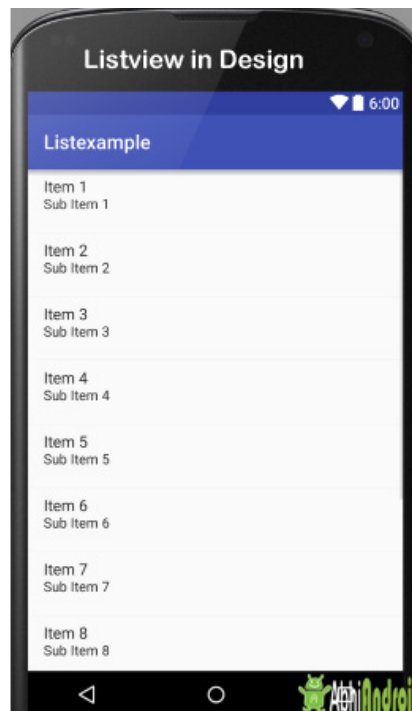 Listview in Design
6:00
Listexample
Item 1
Sub Item 1
Item 2
Sub Item 2
Item 3
Sub Item 3
Item 4
Sub Item 4
Item 5
Sub Item 5
Item 6
Sub Item 6
Item 7
Sub Item 7
Item 8
Sub Item 8
AbhiAndroi